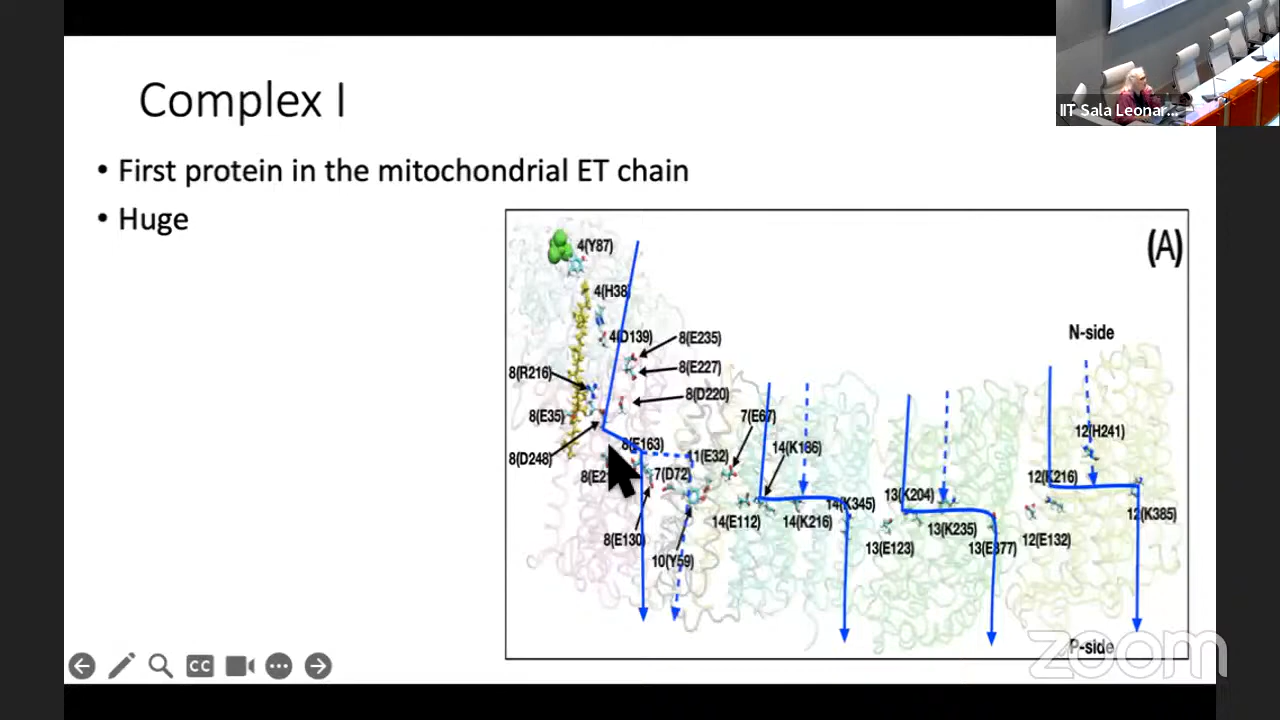 Complex I
• First protein in the mitochondrial ET chain
• Huge
IIT Sala Leonar...
(A)
4(Y87)
4(H38)
4(D139)
8(E235)
8(E227)
8(R216)
8(D220)
8(E35)
7(E67)
8(E163)
14(K186)
11(E32)
8(D248)
7(D72)
14(E112)
14(K216)
14(K345)
8(E130)
10(Y59)
N-side
12(H241)
12(K216)
13(K204)
12(K385)
13(K235)
13(E123)
13(E377)
12(E132)
P-side
CC
zoom